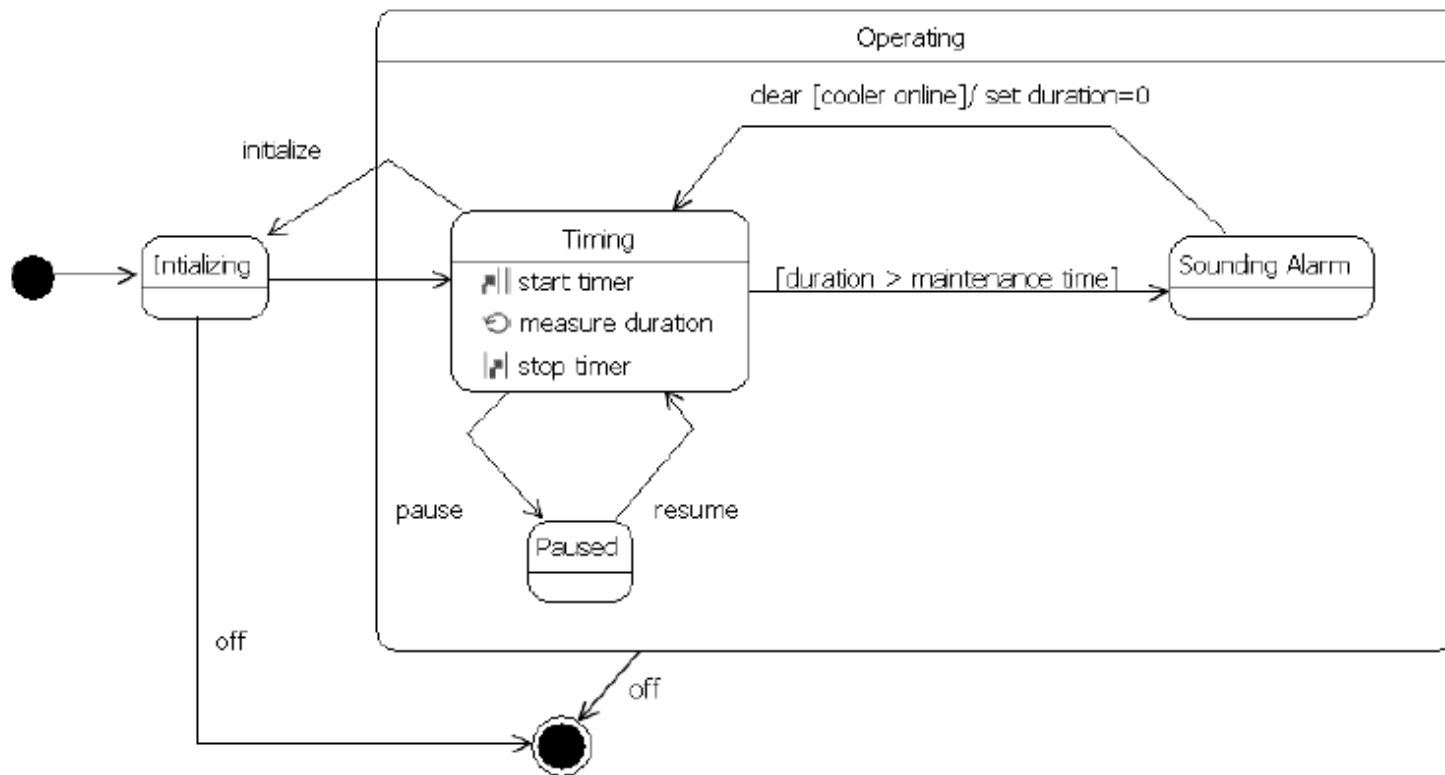 Operating
clear [cooler online]/ set duration=0
initialize
Timing
Intializing
Sounding Alarm
start timer
[duration > maintenance time]
measure duration
stop timer
pause
resume
Paused
off
off